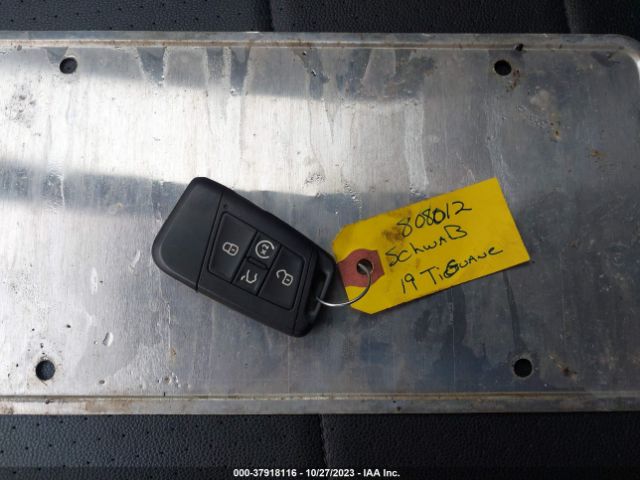 808012
SchwAB
19 TiGuane
000-37918116 - 10/27/2023 - IAA Inc.